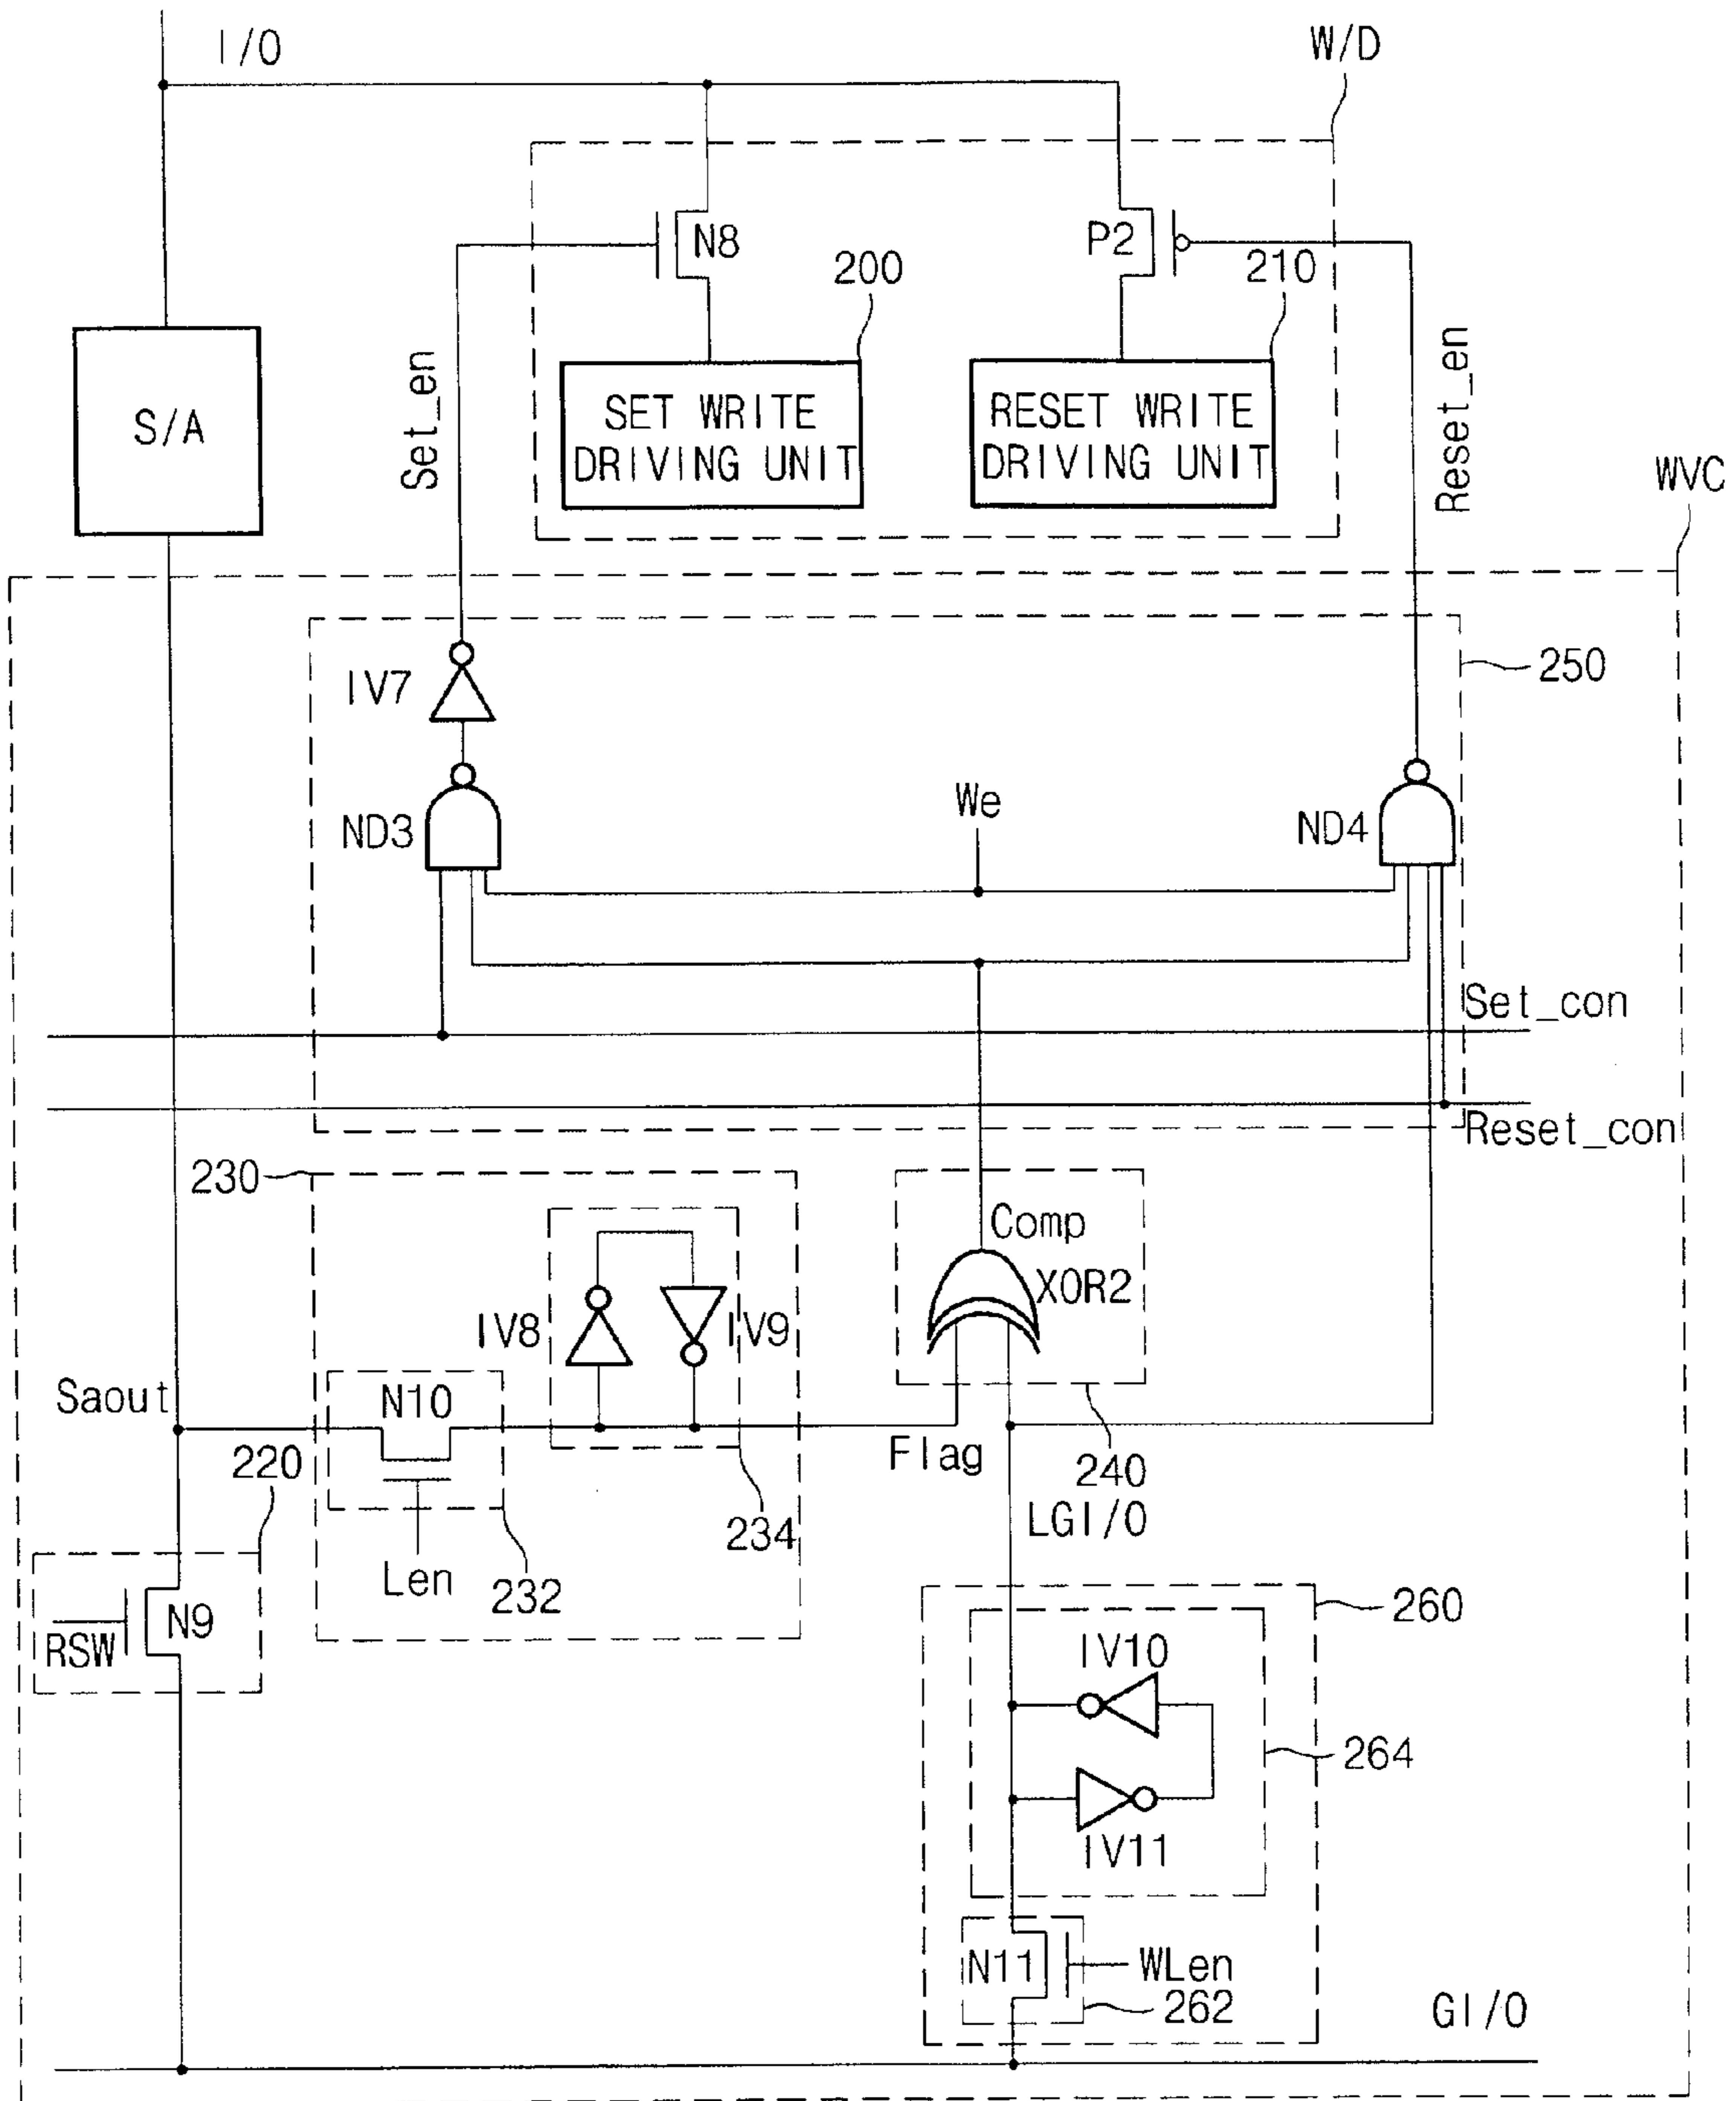 I/O
W/D
N8
P2
200
210
Set_en
Reset_en
S/A
SET WRITE
DRIVING UNIT
RESET WRITE
DRIVING UNIT
WVC
IV7
250
We
ND3
ND4
Set_con
Reset_con
230
Comp
XOR2
IV8
IV9
Saout
N10
220
Flag
240
LGI/O
234
Len
232
RSW
N9
260
IV10
264
IV11
N11
WLen
262
GI/O